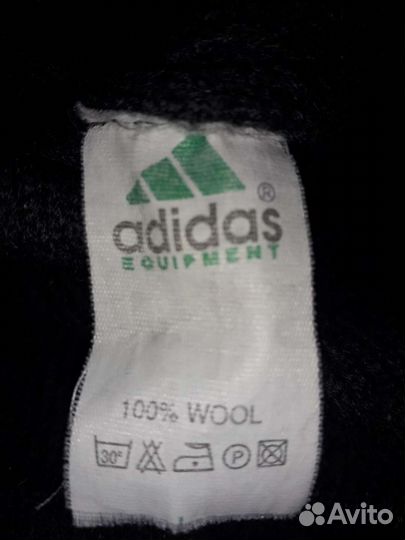 adidas ®
EQUIPMENT
100% WOOL
30° P
Avito